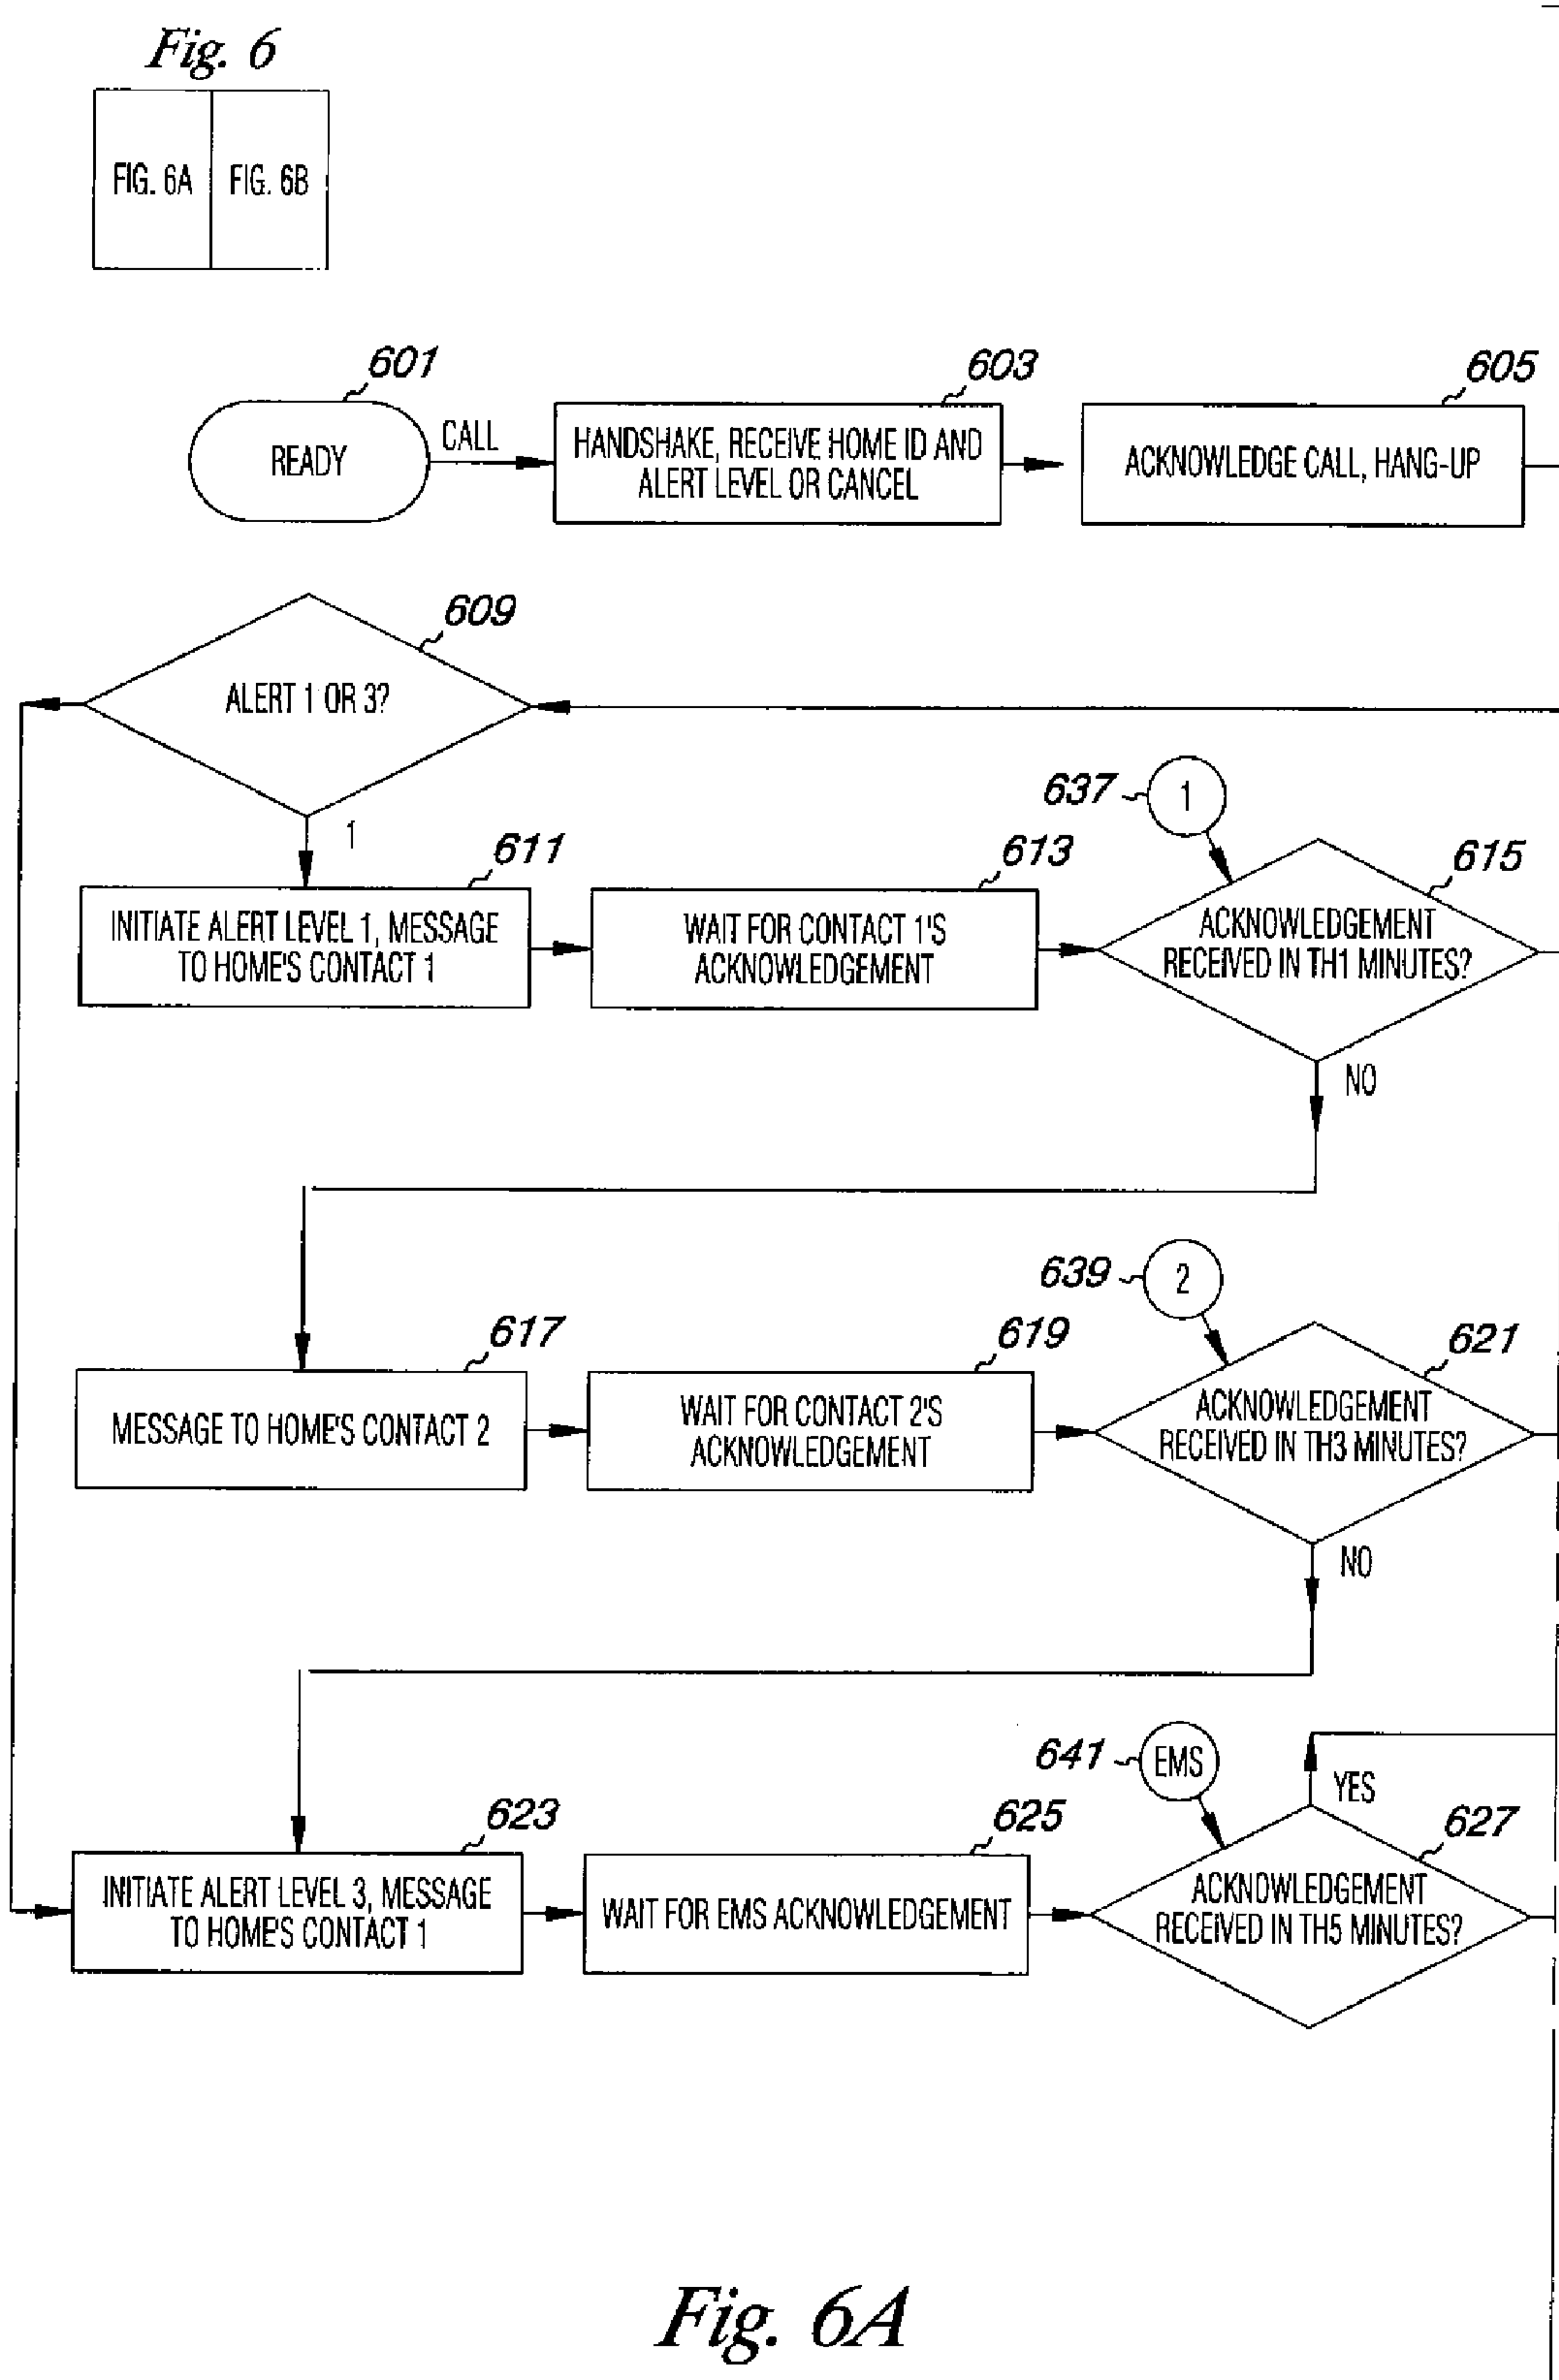 Fig. 6
FIG. 6A
FIG. 6B
601
603
605
READY
CALL
HANDSHAKE, RECEIVE HOME ID AND
ALERT LEVEL OR CANCEL
ACKNOWLEDGE CALL, HANG-UP
609
ALERT 1 OR 3?
1
637
1
611
613
615
INITIATE ALERT LEVEL 1, MESSAGE
TO HOME'S CONTACT 1
WAIT FOR CONTACT 1'S
ACKNOWLEDGEMENT
ACKNOWLEDGEMENT
RECEIVED IN TH1 MINUTES?
NO
639
2
617
619
621
MESSAGE TO HOME'S CONTACT 2
WAIT FOR CONTACT 2'S
ACKNOWLEDGEMENT
ACKNOWLEDGEMENT
RECEIVED IN TH3 MINUTES?
NO
641
EMS
YES
623
625
627
INITIATE ALERT LEVEL 3, MESSAGE
TO HOME'S CONTACT 1
WAIT FOR EMS ACKNOWLEDGEMENT
ACKNOWLEDGEMENT
RECEIVED IN TH5 MINUTES?
Fig. 6A